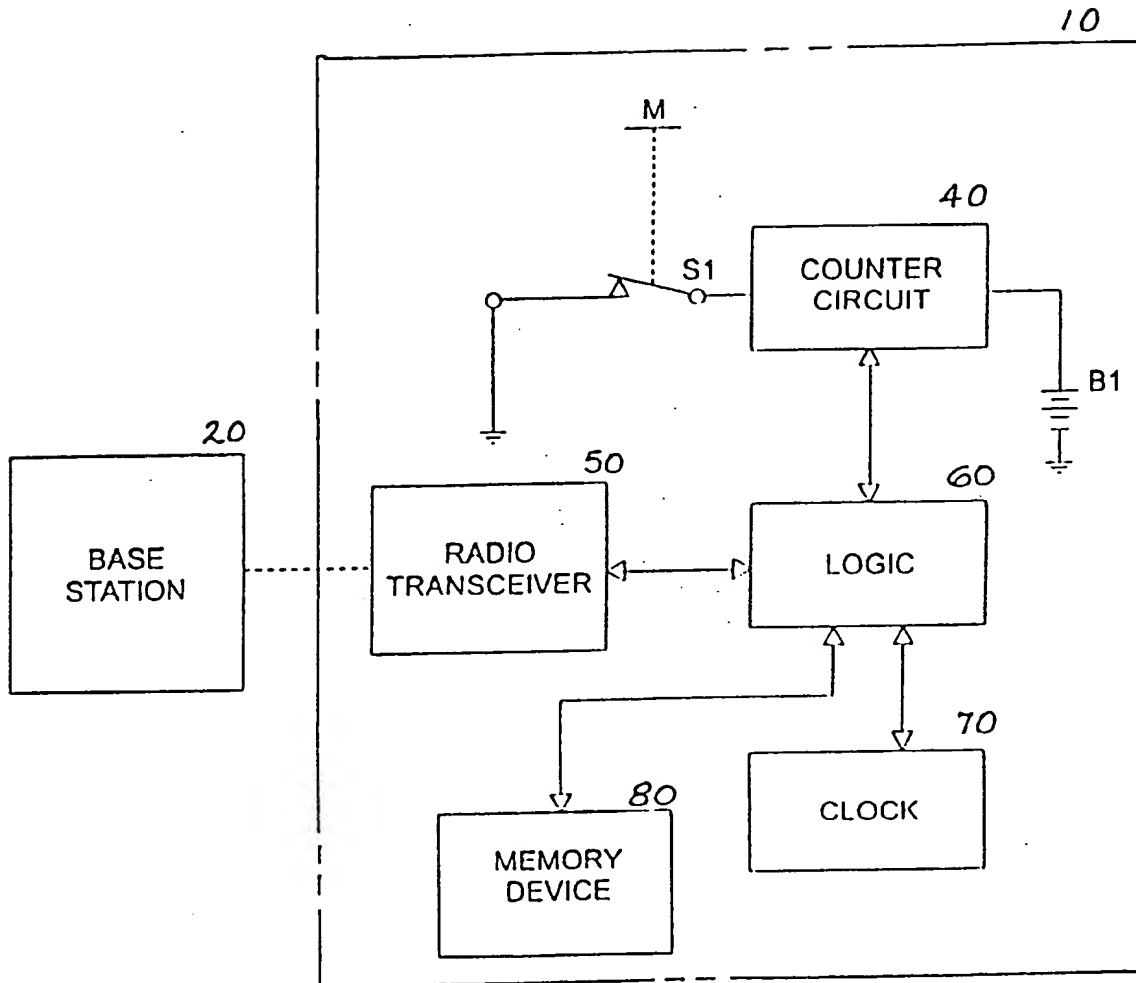 10
M
40
S1
COUNTER
CIRCUIT
B1
20
50
60
BASE
STATION
RADIO
TRANSCEIVER
LOGIC
70
80
CLOCK
MEMORY
DEVICE